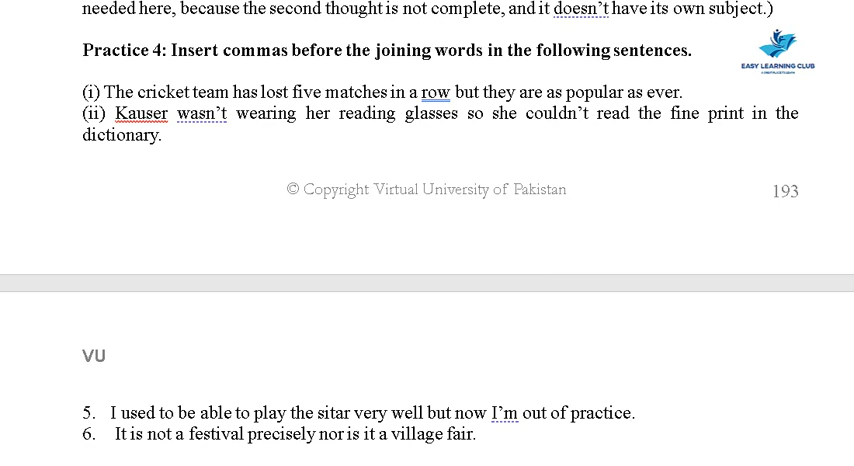 needed here, because the second thought is not complete, and it doesn’t have its own subject.)
Practice 4: Insert commas before the joining words in the following sentences.
EASY LEARNING CLUB
(i) The cricket team has lost five matches in a row but they are as popular as ever.
(ii) Kauser wasn’t wearing her reading glasses so she couldn’t read the fine print in the
dictionary.
© Copyright Virtual University of Pakistan
193
VU
5. I used to be able to play the sitar very well but now I’m out of practice.
6. It is not a festival precisely nor is it a village fair.